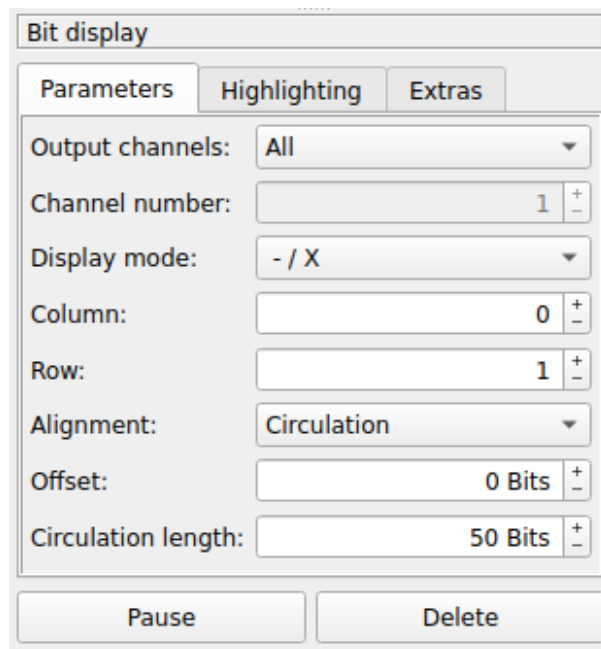 Bit display
Parameters Highlighting Extras
Output channels: All
Channel number: 1
Display mode: - / X
Column: 0
Row: 1
Alignment: Circulation
Offset: 0 Bits
Circulation length: 50 Bits
Pause Delete